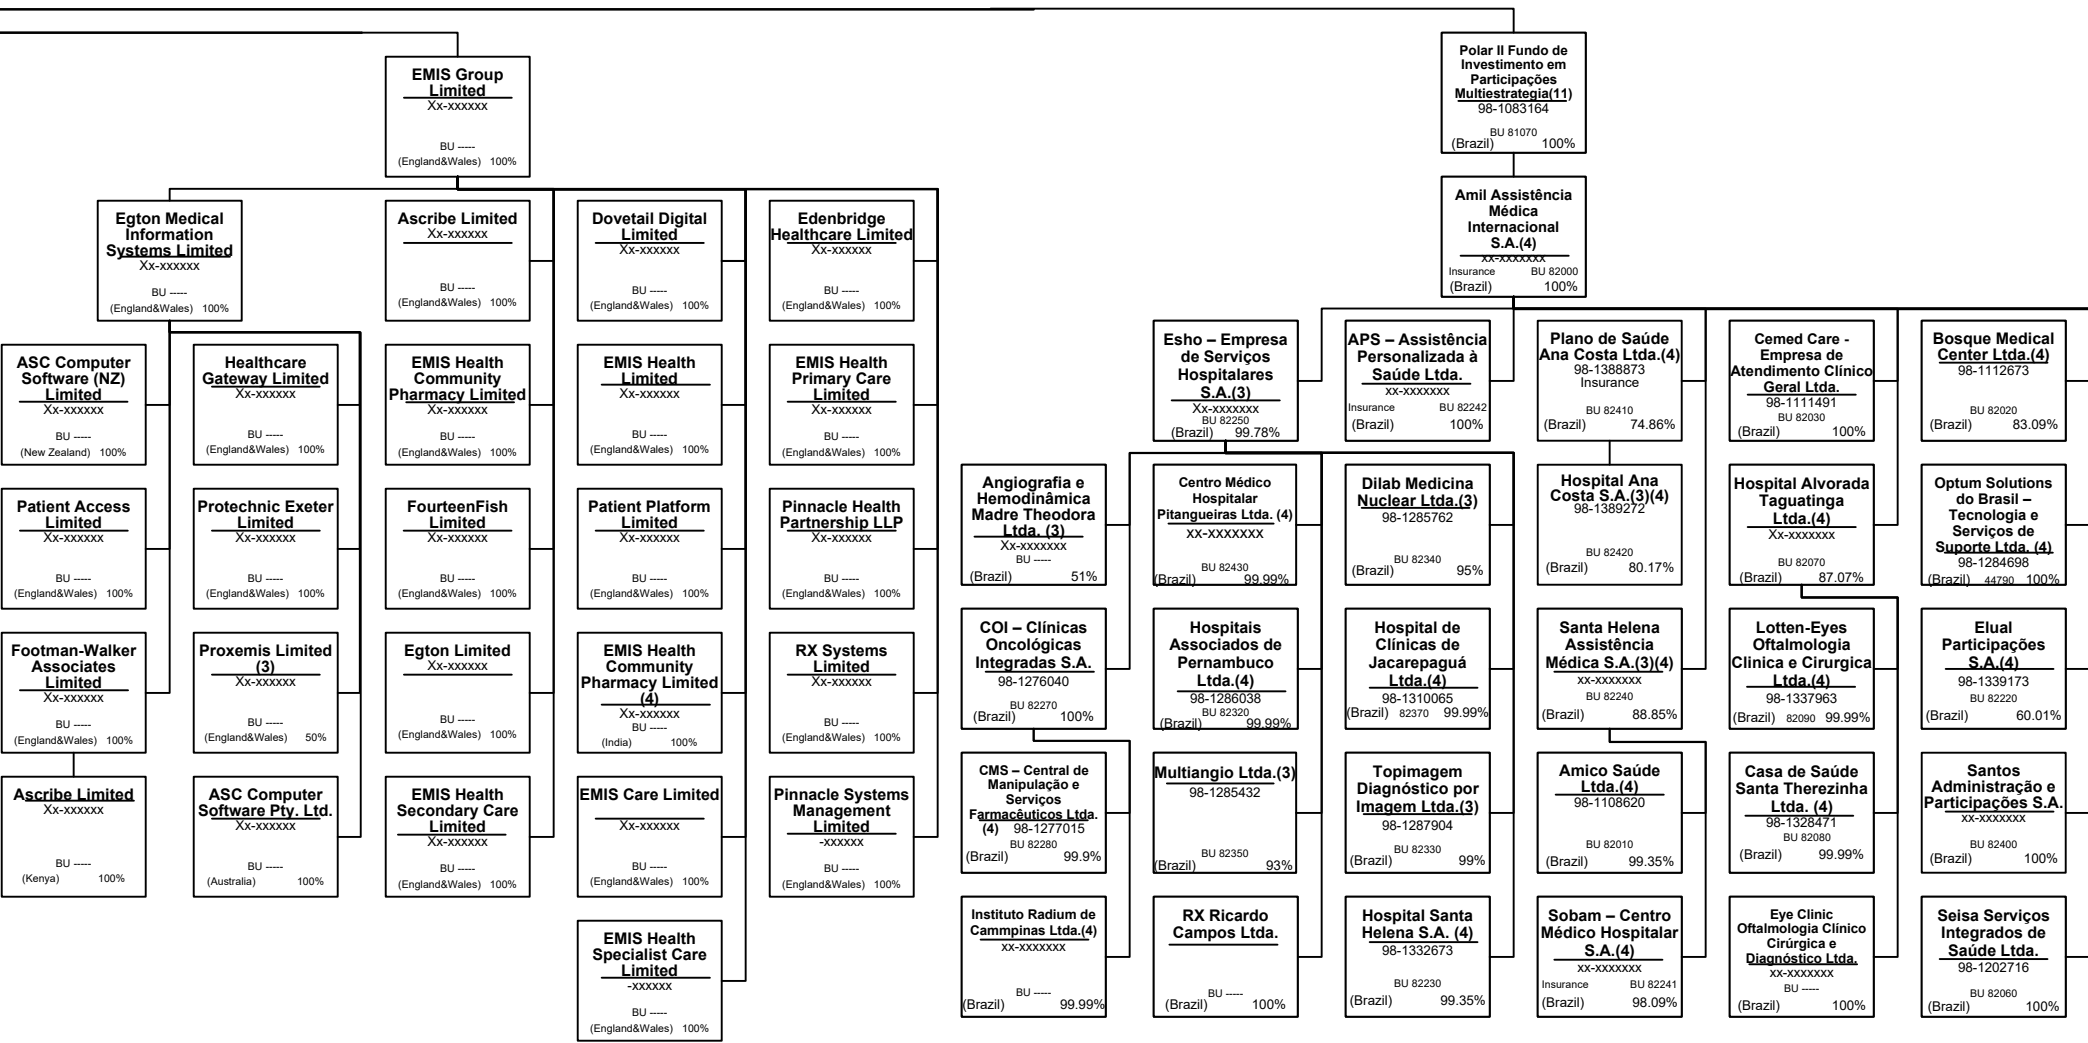 EMIS Group
Limited
Xx-xxxxxx
BU -----
(England&Wales) 100%
Polar II Fundo de
Investimento em
Participações
Multiestrategia(11)
98-1083164
BU 81070
(Brazil) 100%
Amil Assistência
Médica
Internacional
S.A.(4)
xx-xxxxxxx
Insurance BU 82000
(Brazil) 100%
Egton Medical
Information
Systems Limited
Xx-xxxxxx
BU -----
(England&Wales) 100%
Ascribe Limited
Xx-xxxxxx
BU -----
(England&Wales) 100%
Dovetail Digital
Limited
Xx-xxxxxx
BU -----
(England&Wales) 100%
Edenbridge
Healthcare Limited
Xx-xxxxxx
BU -----
(England&Wales) 100%
ASC Computer
Software (NZ)
Limited
Xx-xxxxxx
BU -----
(New Zealand) 100%
Healthcare
Gateway Limited
Xx-xxxxxx
BU -----
(England&Wales) 100%
EMIS Health
Community
Pharmacy Limited
Xx-xxxxxx
BU -----
(England&Wales) 100%
EMIS Health
Limited
Xx-xxxxxx
BU -----
(England&Wales) 100%
EMIS Health
Primary Care
Limited
Xx-xxxxxx
BU -----
(England&Wales) 100%
Esho – Empresa
de Serviços
Hospitalares
S.A.(3)
Xx-xxxxxxx
BU 82250
(Brazil) 99.78%
APS – Assistência
Personalizada à
Saúde Ltda.
xx-xxxxxxx
Insurance BU 82242
(Brazil) 100%
Plano de Saúde
Ana Costa Ltda.(4)
98-1388873
Insurance
BU 82410
(Brazil) 74.86%
Cemed Care -
Empresa de
Atendimento Clínico
Geral Ltda.
98-1111491
BU 82030
(Brazil) 100%
Bosque Medical
Center Ltda.(4)
98-1112673
BU 82020
(Brazil) 83.09%
Patient Access
Limited
Xx-xxxxxx
BU -----
(England&Wales) 100%
Protechnic Exeter
Limited
Xx-xxxxxx
BU -----
(England&Wales) 100%
FourteenFish
Limited
Xx-xxxxxx
BU -----
(England&Wales) 100%
Patient Platform
Limited
Xx-xxxxxx
BU -----
(England&Wales) 100%
Pinnacle Health
Partnership LLP
Xx-xxxxxx
BU -----
(England&Wales) 100%
Angiografia e
Hemodinâmica
Madre Theodora
Ltda. (3)
Xx-xxxxxxx
BU -----
(Brazil) 51%
Centro Médico
Hospitalar
Pitangueiras Ltda. (4)
xx-xxxxxxx
BU 82430
(Brazil) 99.99%
Dilab Medicina
Nuclear Ltda.(3)
98-1285762
BU 82340
(Brazil) 95%
Hospital Ana
Costa S.A.(3)(4)
98-1389272
BU 82420
(Brazil) 80.17%
Hospital Alvorada
Taguatinga
Ltda.(4)
Xx-xxxxxxx
BU 82070
(Brazil) 87.07%
Optum Solutions
do Brasil –
Tecnologia e
Serviços de
Suporte Ltda. (4)
98-1284698
(Brazil) 44790 100%
Footman-Walker
Associates
Limited
Xx-xxxxxx
BU -----
(England&Wales) 100%
Proxemis Limited
(3)
Xx-xxxxxx
BU -----
(England&Wales) 50%
Egton Limited
Xx-xxxxxx
BU -----
(England&Wales) 100%
EMIS Health
Community
Pharmacy Limited
(4)
Xx-xxxxxx
BU -----
(India) 100%
RX Systems
Limited
Xx-xxxxxx
BU -----
(England&Wales) 100%
COI – Clínicas
Oncológicas
Integradas S.A.
98-1276040
BU 82270
(Brazil) 100%
Hospitais
Associados de
Pernambuco
Ltda.(4)
98-1286038
BU 82320
(Brazil) 99.99%
Hospital de
Clínicas de
Jacarepaguá
Ltda.(4)
98-1310065
(Brazil) 82370 99.99%
Santa Helena
Assistência
Médica S.A.(3)(4)
xx-xxxxxxx
BU 82240
(Brazil) 88.85%
Lotten-Eyes
Oftalmologia
Clinica e Cirurgica
Ltda.(4)
98-1337963
(Brazil) 82090 99.99%
Elual
Participações
S.A.(4)
98-1339173
BU 82220
(Brazil) 60.01%
Ascribe Limited
Xx-xxxxxx
BU -----
(Kenya) 100%
ASC Computer
Software Pty. Ltd.
Xx-xxxxxx
BU -----
(Australia) 100%
EMIS Health
Secondary Care
Limited
Xx-xxxxxx
BU -----
(England&Wales) 100%
EMIS Care Limited
Xx-xxxxxx
BU -----
(England&Wales) 100%
Pinnacle Systems
Management
Limited
-xxxxxx
BU -----
(England&Wales) 100%
CMS – Central de
Manipulação e
Serviços
Farmacêuticos Ltda.
(4) 98-1277015
BU 82280
(Brazil) 99.9%
Multiangio Ltda.(3)
98-1285432
BU 82350
(Brazil) 93%
Topimagem
Diagnóstico por
Imagem Ltda.(3)
98-1287904
BU 82330
(Brazil) 99%
Amico Saúde
Ltda.(4)
98-1108620
BU 82010
(Brazil) 99.35%
Casa de Saúde
Santa Therezinha
Ltda. (4)
98-1328471
BU 82080
(Brazil) 99.99%
Santos
Administração e
Participações S.A.
xx-xxxxxxx
BU 82400
(Brazil) 100%
EMIS Health
Specialist Care
Limited
-xxxxxx
BU -----
(England&Wales) 100%
Instituto Radium de
Cammpinas Ltda.(4)
xx-xxxxxxx
BU -----
(Brazil) 99.99%
RX Ricardo
Campos Ltda.
BU -----
(Brazil) 100%
Hospital Santa
Helena S.A. (4)
98-1332673
BU 82230
(Brazil) 99.35%
Sobam – Centro
Médico Hospitalar
S.A.(4)
xx-xxxxxxx
Insurance BU 82241
(Brazil) 98.09%
Eye Clinic
Oftalmologia Clínico
Cirúrgica e
Diagnóstico Ltda.
xx-xxxxxxx
BU -----
(Brazil) 100%
Seisa Serviços
Integrados de
Saúde Ltda.
98-1202716
BU 82060
(Brazil) 100%